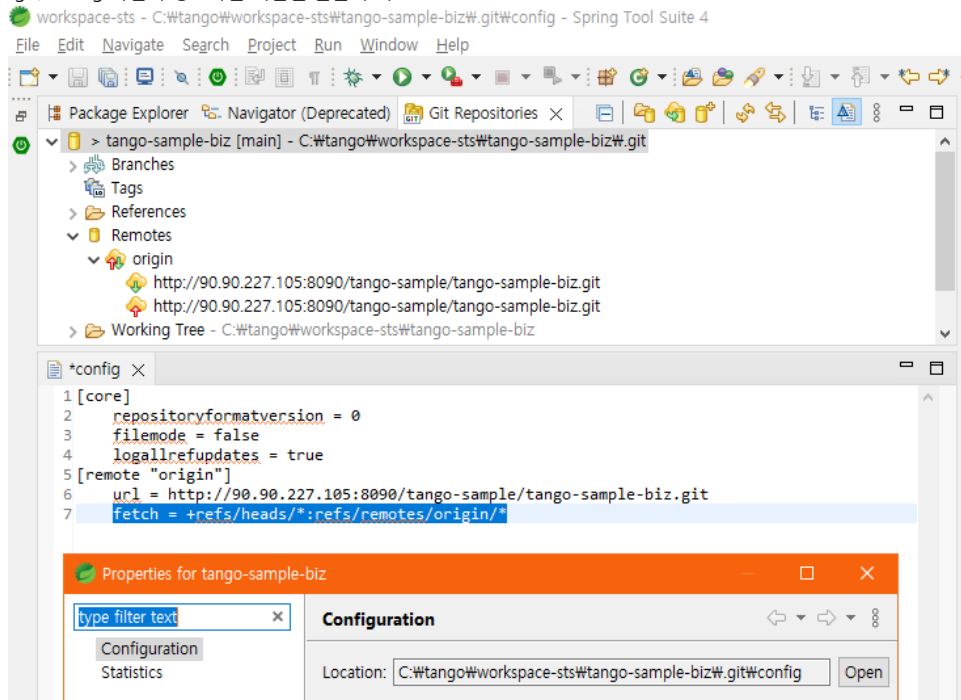 workspace-sts - C:₩tango₩workspace-sts₩tango-sample-biz₩.git₩config - Spring Tool Suite 4
File Edit Navigate Search Project Run Window Help
Package Explorer Navigator (Deprecated) Git Repositories
> tango-sample-biz [main] - C:₩tango₩workspace-sts₩tango-sample-biz₩.git
Branches
Tags
References
Remotes
origin
http://90.90.227.105:8090/tango-sample/tango-sample-biz.git
http://90.90.227.105:8090/tango-sample/tango-sample-biz.git
Working Tree - C:₩tango₩workspace-sts₩tango-sample-biz
*config
1 [core]
2 repositoryformatversion = 0
3 filemode = false
4 logallrefupdates = true
5 [remote "origin"]
6 url = http://90.90.227.105:8090/tango-sample/tango-sample-biz.git
7 fetch = +refs/heads/*:refs/remotes/origin/*
Properties for tango-sample-biz
type filter text
Configuration
Configuration
Statistics
Location: C:₩tango₩workspace-sts₩tango-sample-biz₩.git₩config Open